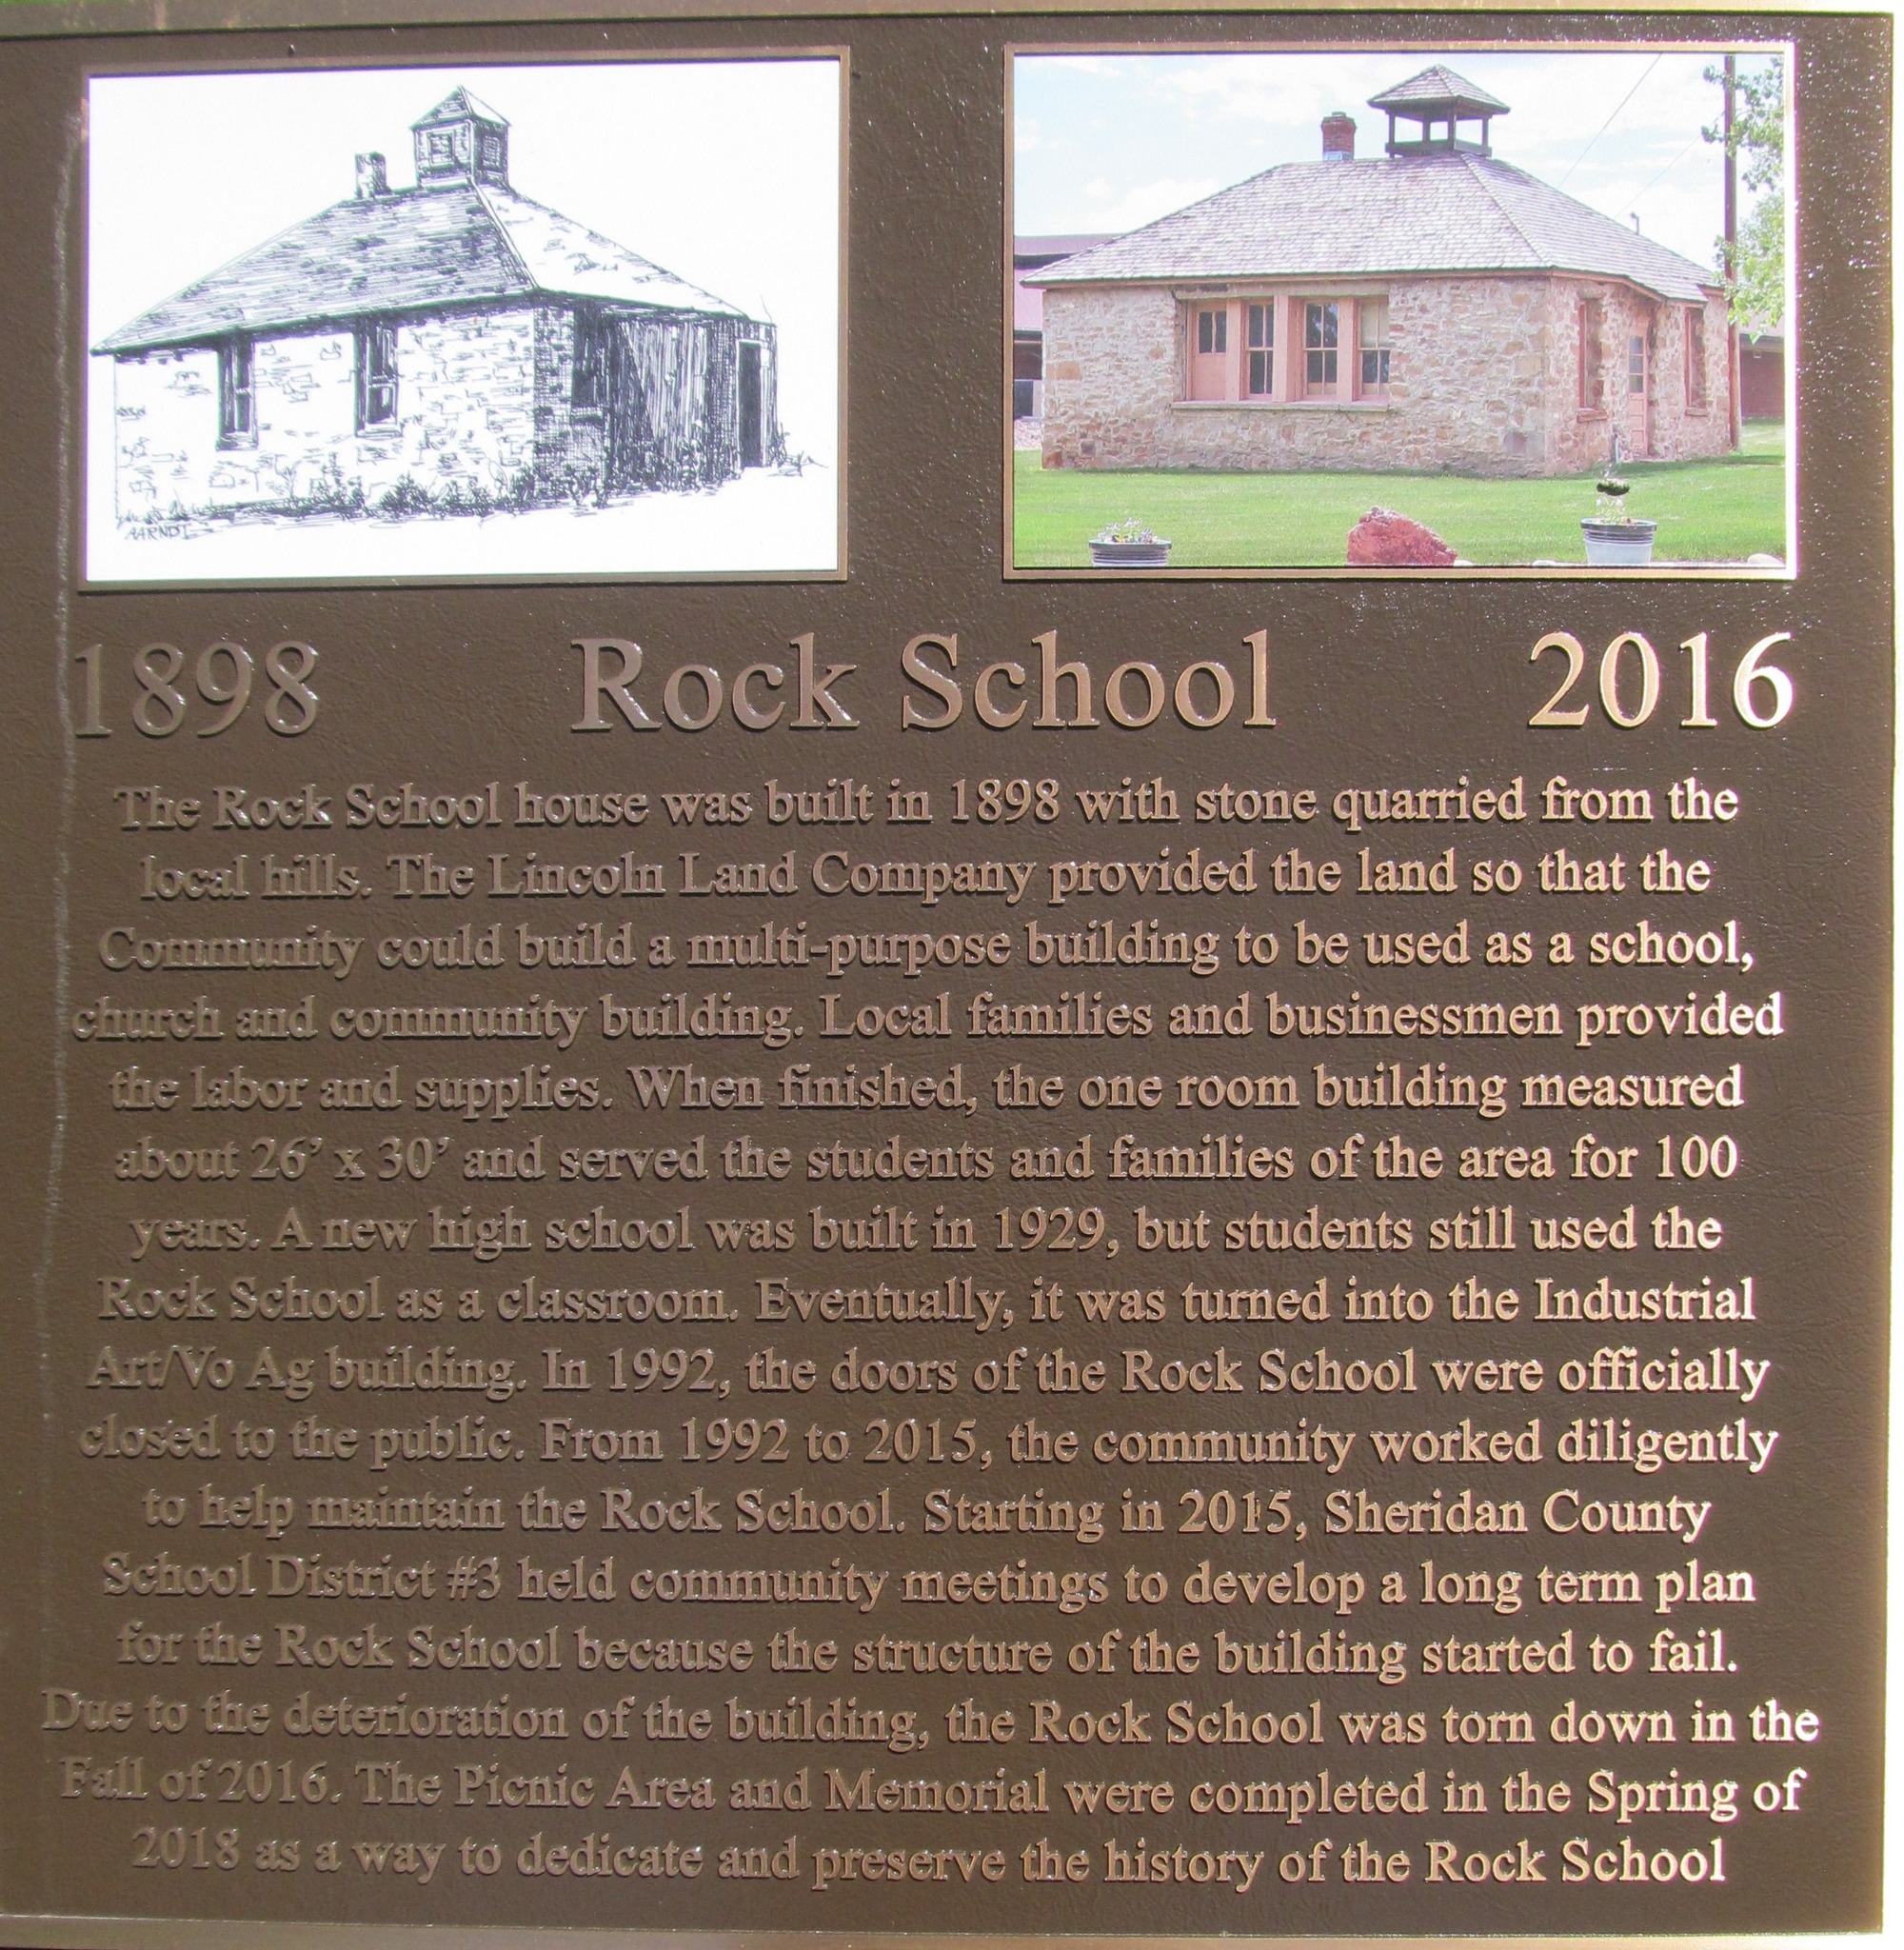 AARNDT
1898 Rock School 2016
The Rock School house was built in 1898 with stone quarried from the
local hills. The Lincoln Land Company provided the land so that the
Community could build a multi-purpose building to be used as a school,
church and community building. Local families and businessmen provided
the labor and supplies. When finished, the one room building measured
about 26’ x 30’ and served the students and families of the area for 100
years. A new high school was built in 1929, but students still used the
Rock School as a classroom. Eventually, it was turned into the Industrial
Art/Vo Ag building. In 1992, the doors of the Rock School were officially
closed to the public. From 1992 to 2015, the community worked diligently
to help maintain the Rock School. Starting in 2015, Sheridan County
School District #3 held community meetings to develop a long term plan
for the Rock School because the structure of the building started to fail.
Due to the deterioration of the building, the Rock School was torn down in the
Fall of 2016. The Picnic Area and Memorial were completed in the Spring of
2018 as a way to dedicate and preserve the history of the Rock School